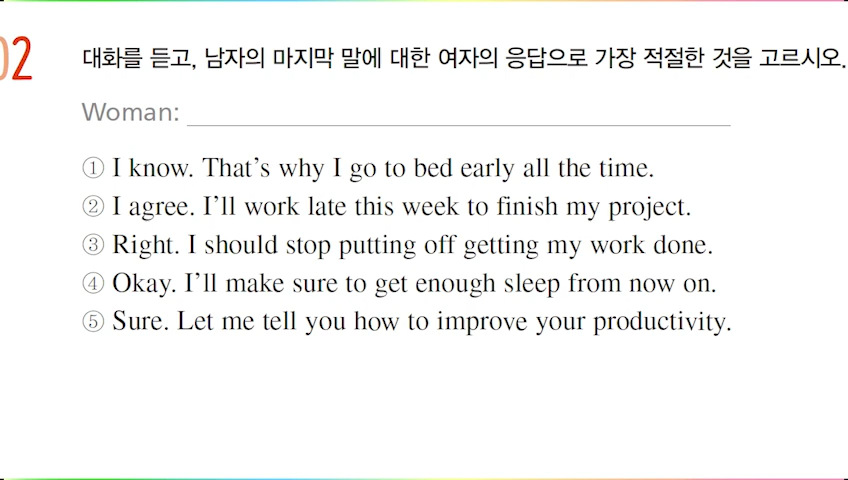 02
대화를 듣고, 남자의 마지막 말에 대한 여자의 응답으로 가장 적절한 것을 고르시오.
Woman:
① I know. That's why I go to bed early all the time.
② I agree. I'll work late this week to finish my project.
③ Right. I should stop putting off getting my work done.
④ Okay. I'll make sure to get enough sleep from now on.
⑤ Sure. Let me tell you how to improve your productivity.